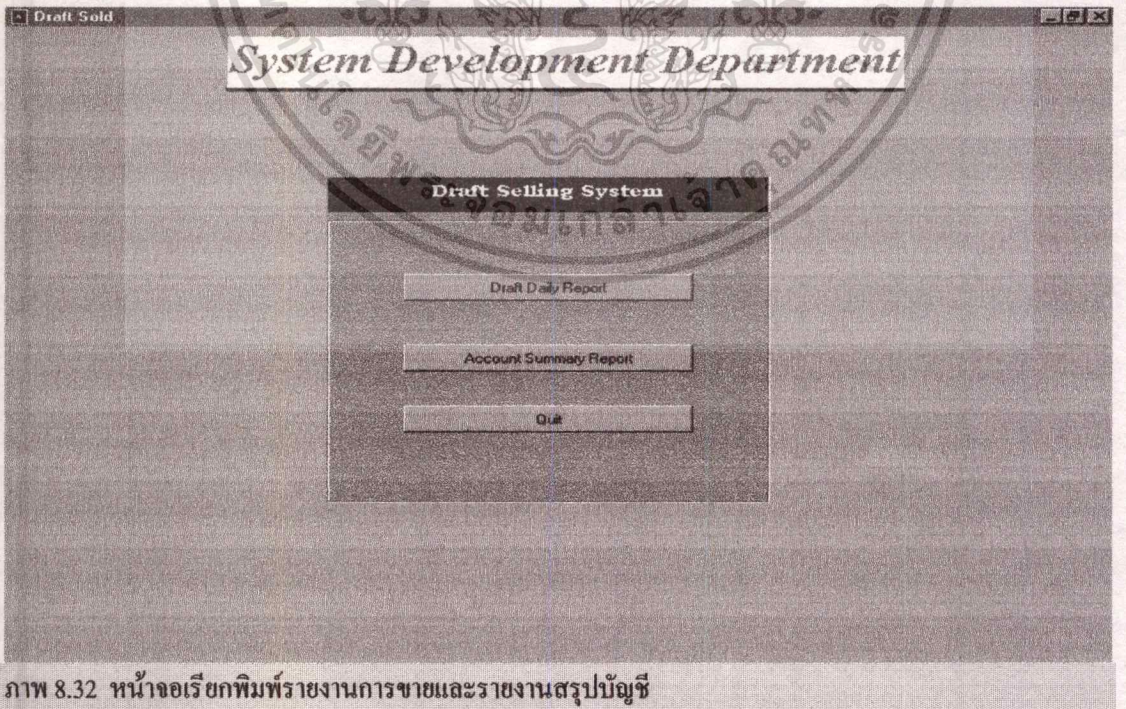 Draft Sold
System Development Department
Draft Selling System
Draft Daily Report
Account Summary Report
Quit
ภาพ 8.32 หน้าจอเรียกพิมพ์รายงานการขายและรายงานสรุปบัญชี